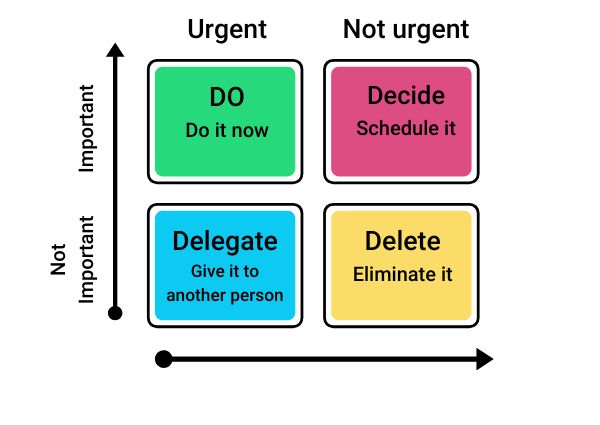 Urgent
Not urgent
Important
DO
Do it now
Decide
Schedule it
Not
Important
Delegate
Give it to
another person
Delete
Eliminate it